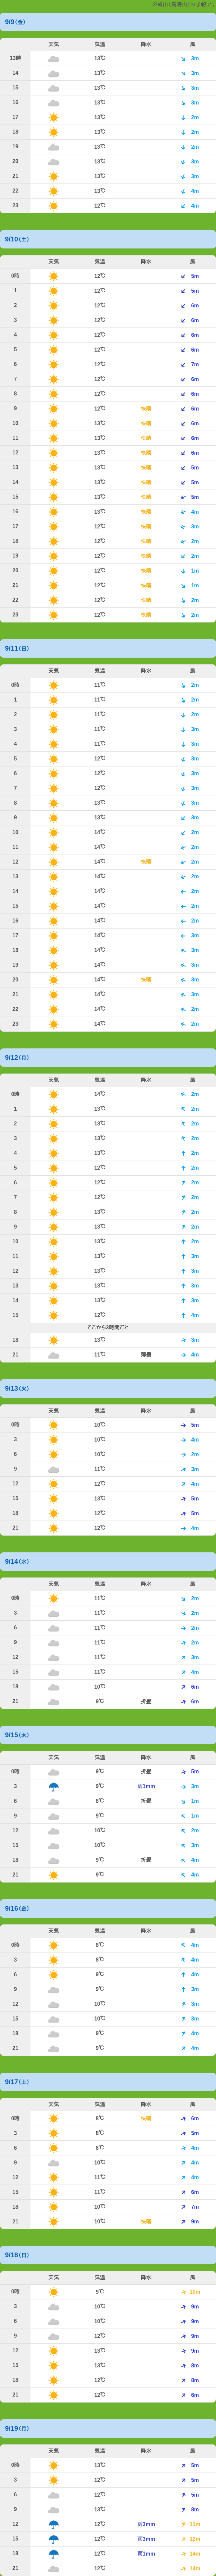 9/9(金)
天気 気温 降水 風
13時 13℃ 3m
14 13℃ 3m
15 13℃ 3m
16 13℃ 3m
17 13℃ 2m
18 13℃ 2m
19 13℃ 2m
20 13℃ 3m
21 13℃ 3m
22 13℃ 4m
23 12℃ 4m
9/10(土)
天気 気温 降水 風
0時 12℃ 5m
1 12℃ 5m
2 12℃ 6m
3 12℃ 6m
4 12℃ 6m
5 12℃ 6m
6 12℃ 7m
7 12℃ 6m
8 12℃ 6m
9 12℃ 快晴 6m
10 13℃ 快晴 6m
11 13℃ 快晴 6m
12 13℃ 快晴 6m
13 13℃ 快晴 5m
14 13℃ 快晴 5m
15 13℃ 快晴 5m
16 13℃ 快晴 4m
17 12℃ 快晴 3m
18 12℃ 快晴 2m
19 12℃ 快晴 2m
20 12℃ 快晴 1m
21 12℃ 快晴 1m
22 12℃ 快晴 2m
23 12℃ 快晴 2m
9/11(日)
天気 気温 降水 風
0時 11℃ 2m
1 11℃ 2m
2 11℃ 2m
3 11℃ 3m
4 11℃ 3m
5 12℃ 2m
6 12℃ 3m
7 12℃ 3m
8 13℃ 3m
9 13℃ 3m
10 14℃ 2m
11 14℃ 2m
12 14℃ 快晴 2m
13 14℃ 2m
14 14℃ 2m
15 14℃ 2m
16 14℃ 2m
17 14℃ 3m
18 14℃ 3m
19 14℃ 3m
20 14℃ 快晴 3m
21 14℃ 3m
22 14℃ 2m
23 14℃ 2m
9/12(月)
天気 気温 降水 風
0時 14℃ 2m
1 13℃ 2m
2 13℃ 2m
3 13℃ 2m
4 13℃ 2m
5 12℃ 2m
6 12℃ 2m
7 12℃ 2m
8 13℃ 2m
9 13℃ 2m
10 13℃ 2m
11 13℃ 3m
12 13℃ 3m
13 13℃ 3m
14 13℃ 3m
15 12℃ 4m
ここから3時間ごと
18 13℃ 3m
21 11℃ 薄曇 4m
9/13(火)
天気 気温 降水 風
0時 10℃ 5m
3 10℃ 4m
6 10℃ 2m
9 11℃ 3m
12 12℃ 4m
15 13℃ 5m
18 12℃ 5m
21 12℃ 4m
9/14(水)
天気 気温 降水 風
0時 11℃ 2m
3 11℃ 2m
6 11℃ 2m
9 11℃ 2m
12 11℃ 3m
15 11℃ 4m
18 10℃ 6m
21 9℃ 折曇 6m
9/15(木)
天気 気温 降水 風
0時 9℃ 折曇 5m
3 9℃ 雨1mm 3m
6 8℃ 折曇 1m
9 9℃ 1m
12 10℃ 2m
15 10℃ 3m
18 9℃ 折曇 4m
21 9℃ 4m
9/16(金)
天気 気温 降水 風
0時 8℃ 4m
3 8℃ 4m
6 9℃ 4m
9 9℃ 3m
12 10℃ 3m
15 10℃ 3m
18 9℃ 4m
21 9℃ 4m
9/17(土)
天気 気温 降水 風
0時 8℃ 快晴 6m
3 8℃ 5m
6 8℃ 4m
9 10℃ 4m
12 11℃ 4m
15 11℃ 6m
18 10℃ 7m
21 10℃ 快晴 9m
9/18(日)
天気 気温 降水 風
0時 9℃ 10m
3 10℃ 9m
6 10℃ 9m
9 12℃ 9m
12 13℃ 9m
15 13℃ 8m
18 12℃ 8m
21 12℃ 6m
9/19(月)
天気 気温 降水 風
0時 13℃ 5m
3 12℃ 5m
6 12℃ 5m
9 13℃ 8m
12 12℃ 雨3mm 11m
15 12℃ 雨3mm 12m
18 12℃ 雨1mm 14m
21 12℃ 14m